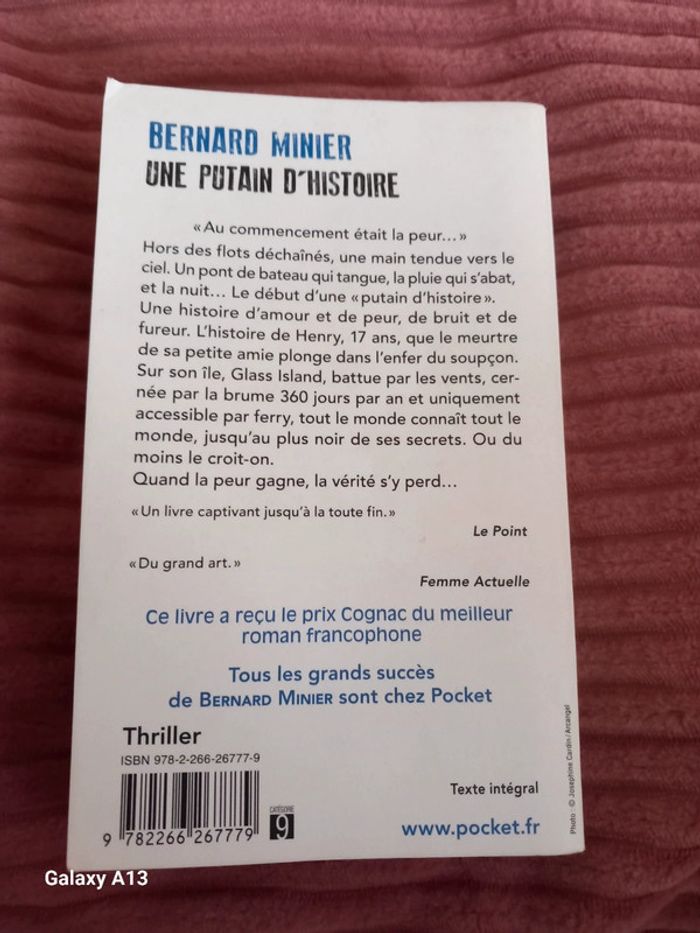 BERNARD MINIER
UNE PUTAIN D'HISTOIRE
« Au commencement était la peur... »
Hors des flots déchaînés, une main tendue vers le
ciel. Un pont de bateau qui tangue, la pluie qui s'abat,
et la nuit... Le début d'une « putain d'histoire ».
Une histoire d'amour et de peur, de bruit et de
fureur. L'histoire de Henry, 17 ans, que le meurtre
de sa petite amie plonge dans l'enfer du soupçon.
Sur son île, Glass Island, battue par les vents, cer-
née par la brume 360 jours par an et uniquement
accessible par ferry, tout le monde connaît tout le
monde, jusqu'au plus noir de ses secrets. Ou du
moins le croit-on.
Quand la peur gagne, la vérité s'y perd...
« Un livre captivant jusqu'à la toute fin. »
Le Point
« Du grand art. »
Femme Actuelle
Ce livre a reçu le prix Cognac du meilleur
roman francophone
Tous les grands succès
de BERNARD MINIER sont chez Pocket
Thriller
ISBN 978-2-266-26777-9
9 782266 267779
CATÉGORIE
9
Texte intégral
www.pocket.fr
Photo : © Josephine Cardin / Arcangel
Galaxy A13